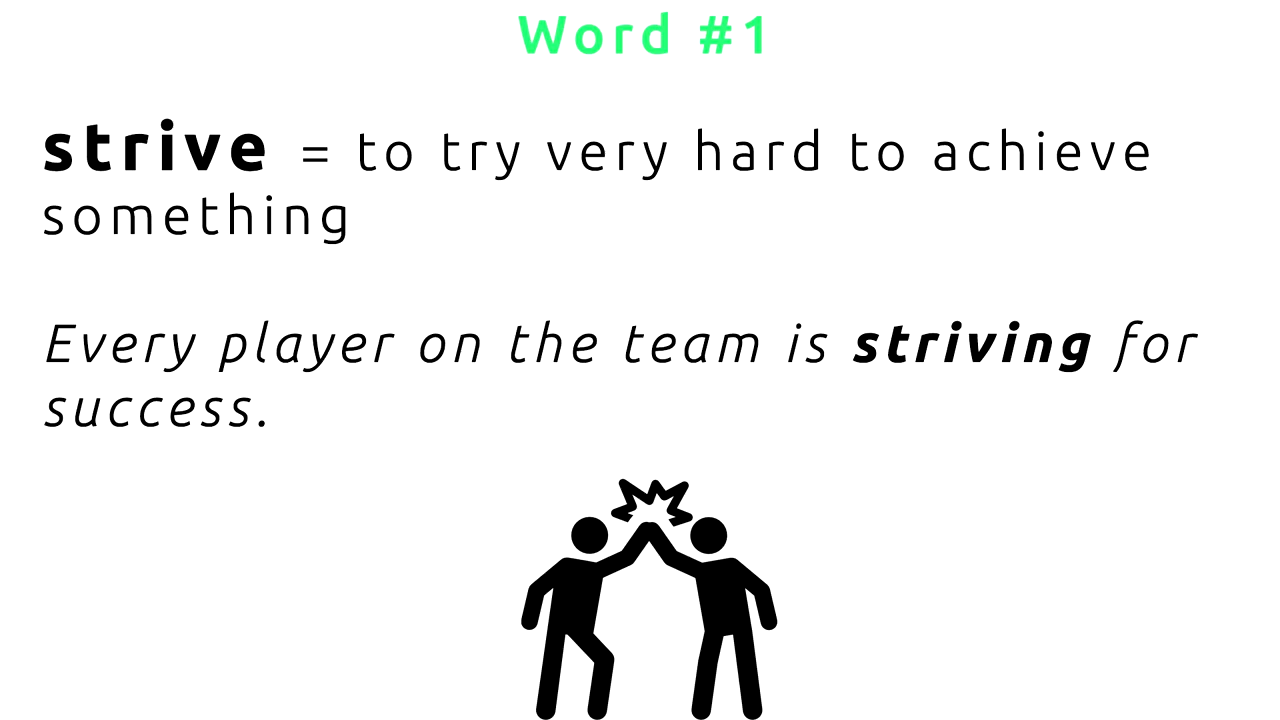 Word #1
strive = to try very hard to achieve
something
Every player on the team is striving for
success.